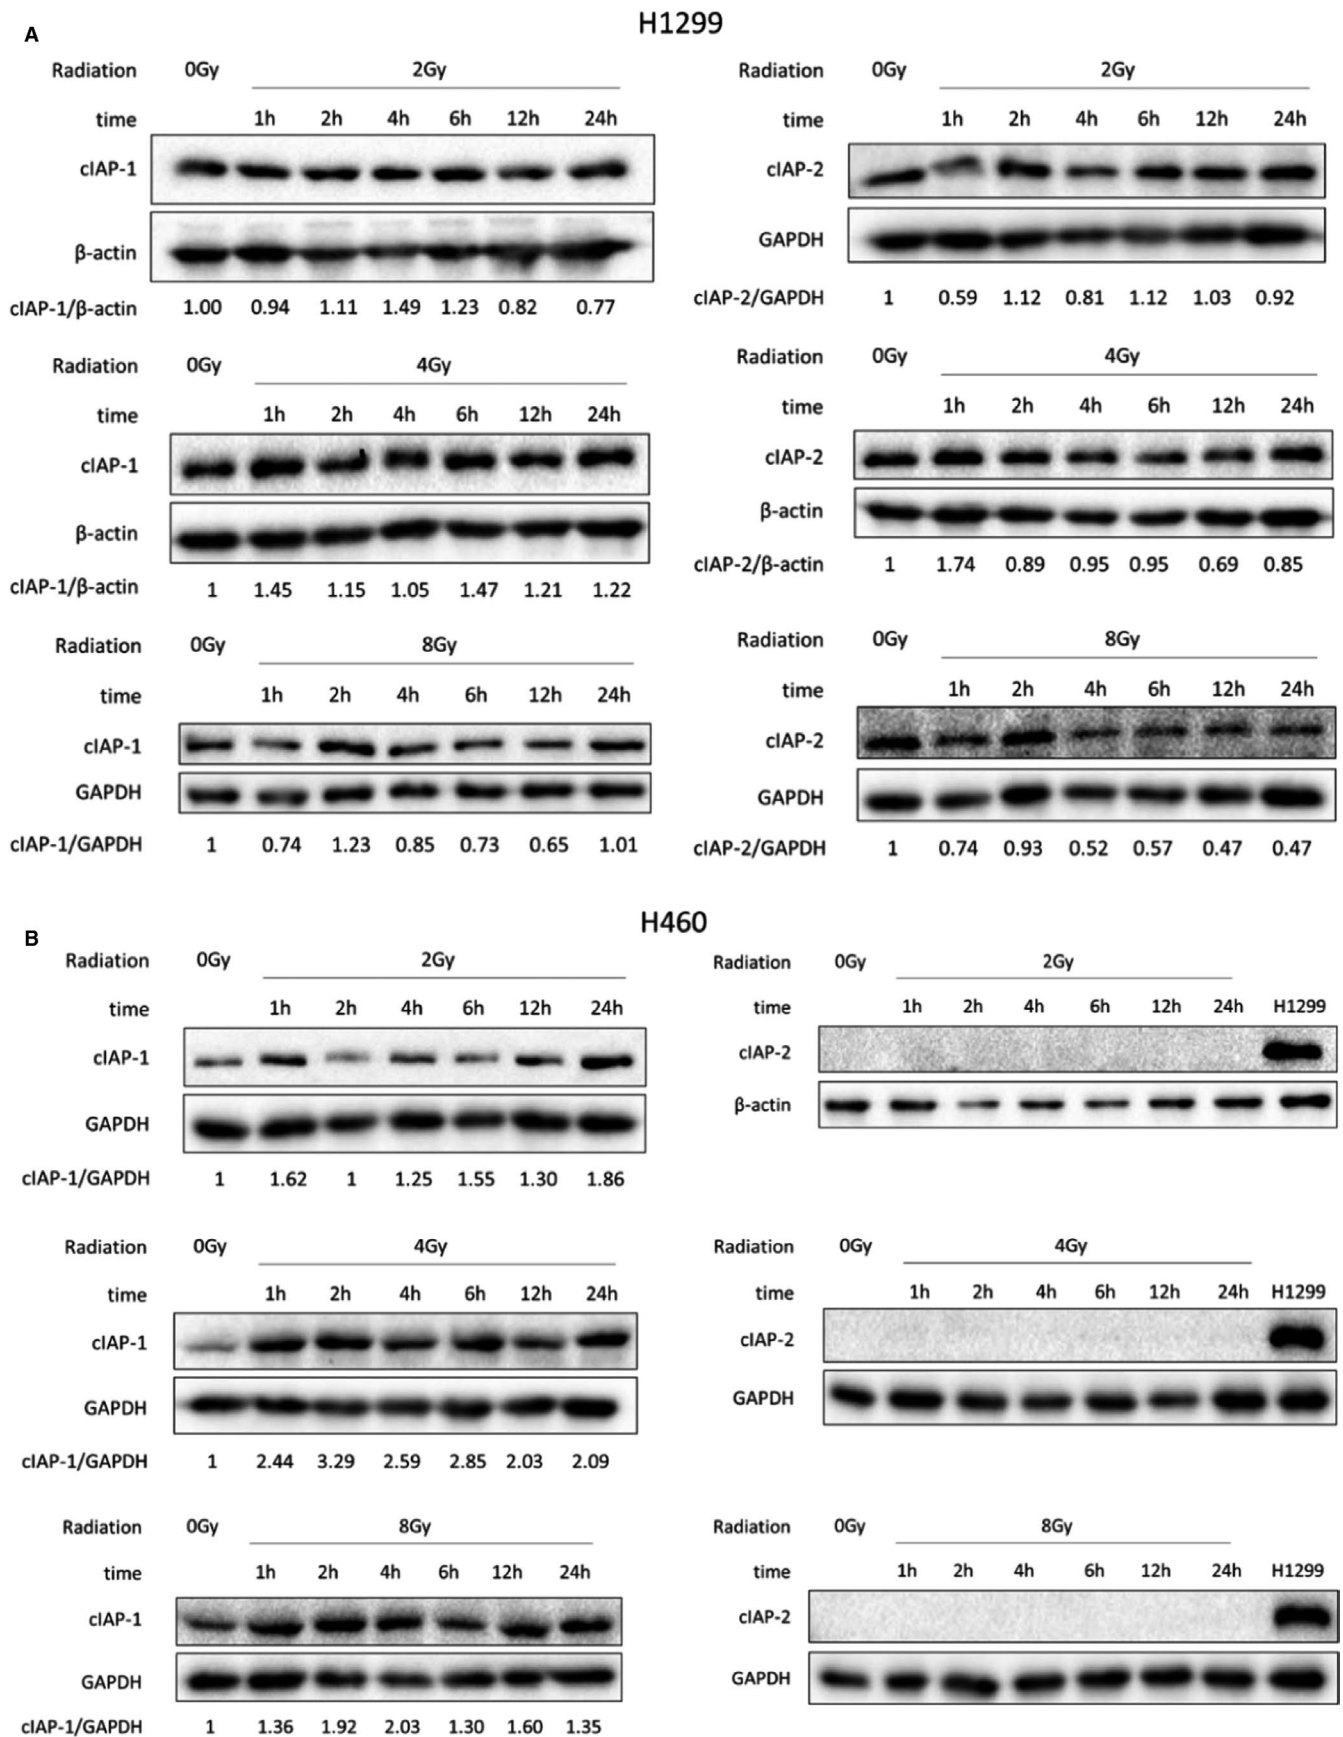 A
H1299
Radiation 0Gy 2Gy
time 1h 2h 4h 6h 12h 24h
cIAP-1
β-actin
cIAP-1/β-actin 1.00 0.94 1.11 1.49 1.23 0.82 0.77
Radiation 0Gy 2Gy
time 1h 2h 4h 6h 12h 24h
cIAP-2
GAPDH
cIAP-2/GAPDH 1 0.59 1.12 0.81 1.12 1.03 0.92
Radiation 0Gy 4Gy
time 1h 2h 4h 6h 12h 24h
cIAP-1
β-actin
cIAP-1/β-actin 1 1.45 1.15 1.05 1.47 1.21 1.22
Radiation 0Gy 4Gy
time 1h 2h 4h 6h 12h 24h
cIAP-2
β-actin
cIAP-2/β-actin 1 1.74 0.89 0.95 0.95 0.69 0.85
Radiation 0Gy 8Gy
time 1h 2h 4h 6h 12h 24h
cIAP-1
GAPDH
cIAP-1/GAPDH 1 0.74 1.23 0.85 0.73 0.65 1.01
Radiation 0Gy 8Gy
time 1h 2h 4h 6h 12h 24h
cIAP-2
GAPDH
cIAP-2/GAPDH 1 0.74 0.93 0.52 0.57 0.47 0.47
B
H460
Radiation 0Gy 2Gy
time 1h 2h 4h 6h 12h 24h
cIAP-1
GAPDH
cIAP-1/GAPDH 1 1.62 1 1.25 1.55 1.30 1.86
Radiation 0Gy 2Gy
time 1h 2h 4h 6h 12h 24h H1299
cIAP-2
β-actin
Radiation 0Gy 4Gy
time 1h 2h 4h 6h 12h 24h
cIAP-1
GAPDH
cIAP-1/GAPDH 1 2.44 3.29 2.59 2.85 2.03 2.09
Radiation 0Gy 4Gy
time 1h 2h 4h 6h 12h 24h H1299
cIAP-2
GAPDH
Radiation 0Gy 8Gy
time 1h 2h 4h 6h 12h 24h
cIAP-1
GAPDH
cIAP-1/GAPDH 1 1.36 1.92 2.03 1.30 1.60 1.35
Radiation 0Gy 8Gy
time 1h 2h 4h 6h 12h 24h H1299
cIAP-2
GAPDH